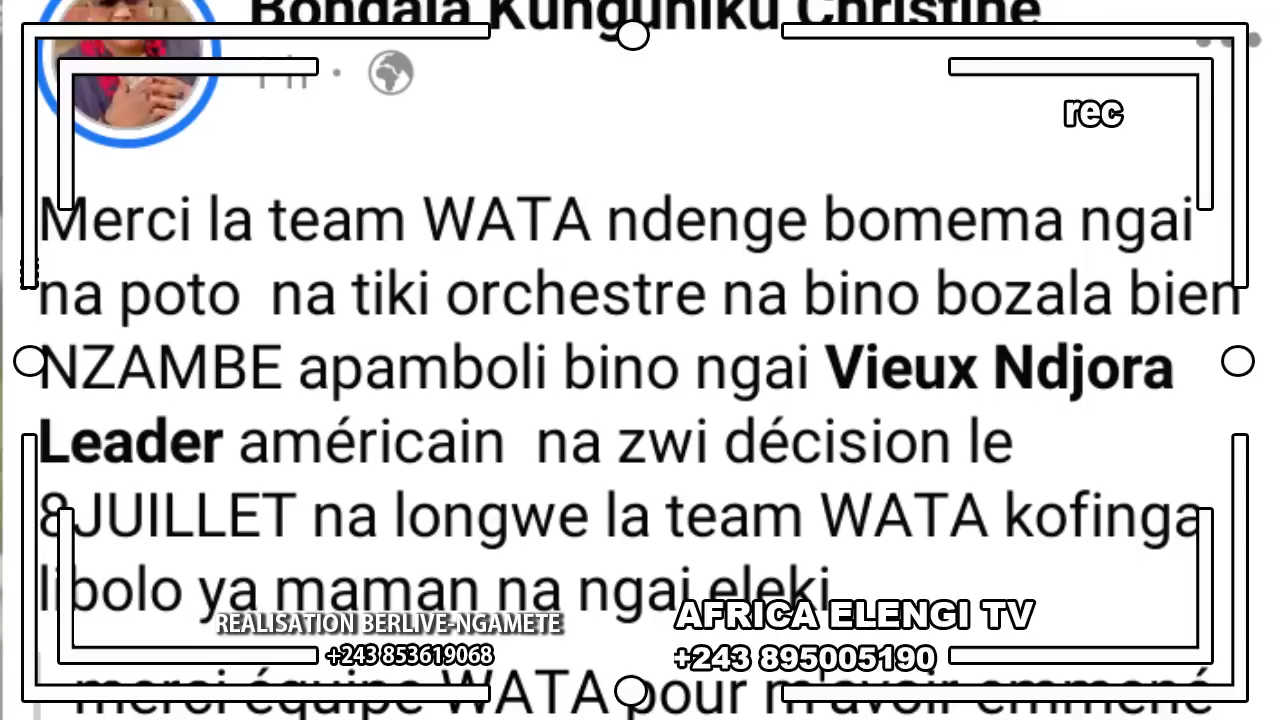 Bongala Kunguniku Christine
rec
Merci la team WATA ndenge bomema ngai
na poto na tiki orchestre na bino bozala bien
NZAMBE apamboli bino ngai Vieux Ndjora
Leader américain na zwi décision le
8JUILLET na longwe la team WATA kofinga
libolo ya maman na ngai eleki
REALISATION BERLIVE-NGAMETE
+243 853619068
AFRICA ELENGI TV
+243 895005190
merci équipe WATA pour m'avoir emmené